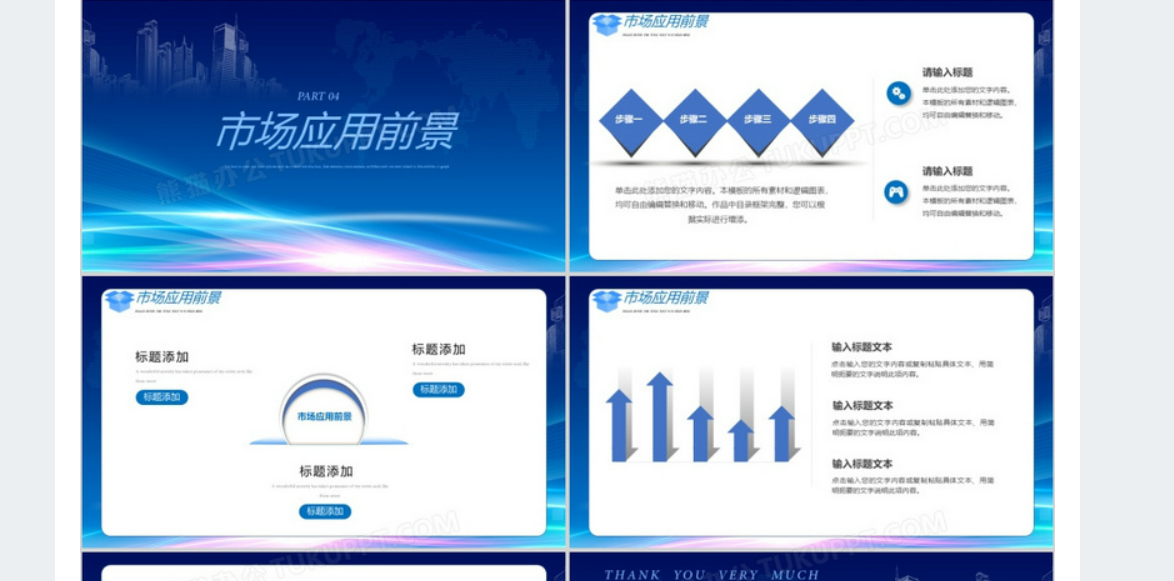 PART 04
市场应用前景
熊猫办公 TUKUPPT.COM
市场应用前景
步骤一
步骤二
步骤三
步骤四
单击此处添加您的文字内容。本模板的所有素材和逻辑图表，
均可自由编辑替换和移动。作品中目录框架完整，您可以根
据实际进行增添。
请输入标题
单击此处添加您的文字内容。
本模板的所有素材和逻辑图表，
均可自由编辑替换和移动。
请输入标题
单击此处添加您的文字内容。
本模板的所有素材和逻辑图表，
均可自由编辑替换和移动。
市场应用前景
标题添加
标题添加
标题添加
标题添加
市场应用前景
标题添加
标题添加
市场应用前景
输入标题文本
点击输入您的文字内容或复制粘贴具体文本，用简
明扼要的文字说明此项内容。
输入标题文本
点击输入您的文字内容或复制粘贴具体文本，用简
明扼要的文字说明此项内容。
输入标题文本
点击输入您的文字内容或复制粘贴具体文本，用简
明扼要的文字说明此项内容。
THANK YOU VERY MUCH